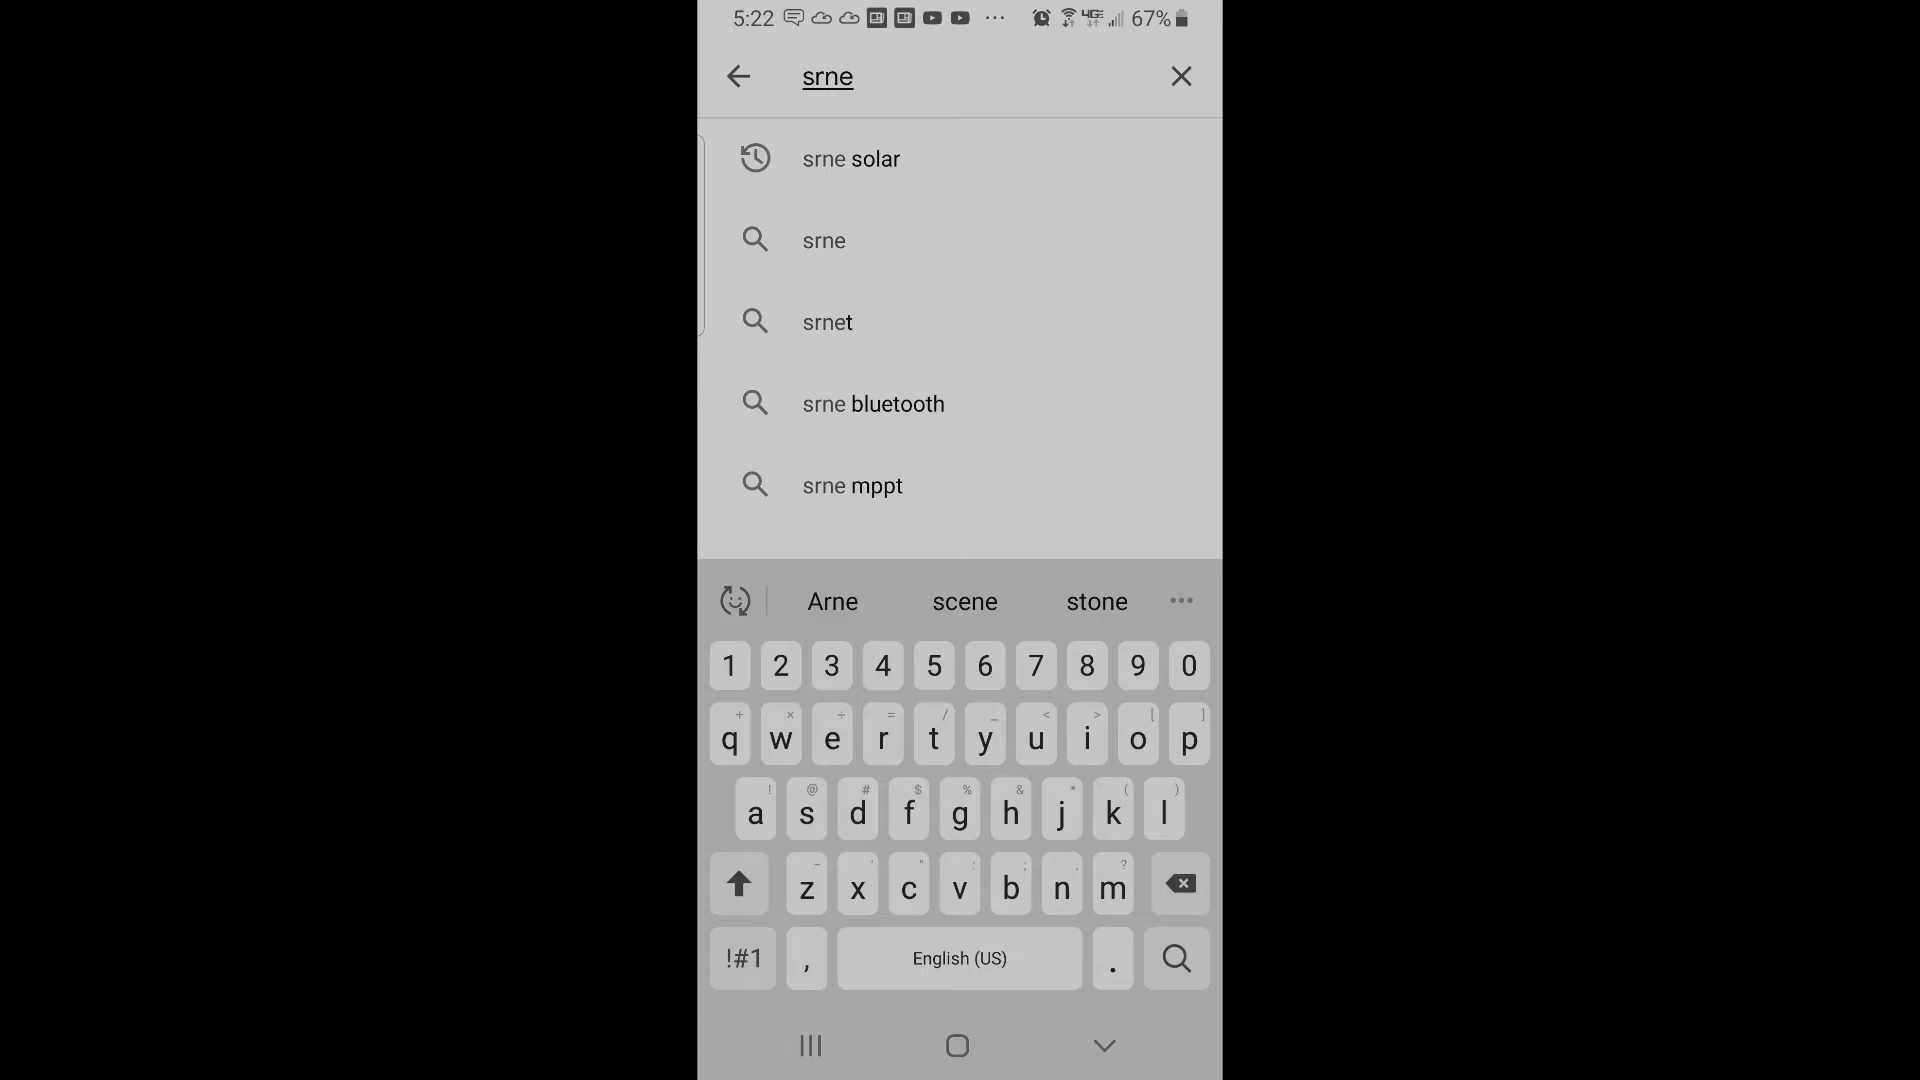 5:22 67%
srne
srne solar
srne
srnet
srne bluetooth
srne mppt
Arne scene stone
1 2 3 4 5 6 7 8 9 0
+ × ÷ = / _ < > [ ]
q w e r t y u i o p
! @ # $ % & * ( )
a s d f g h j k l
- ' " : ; , ?
z x c v b n m
!#1 , English (US) .